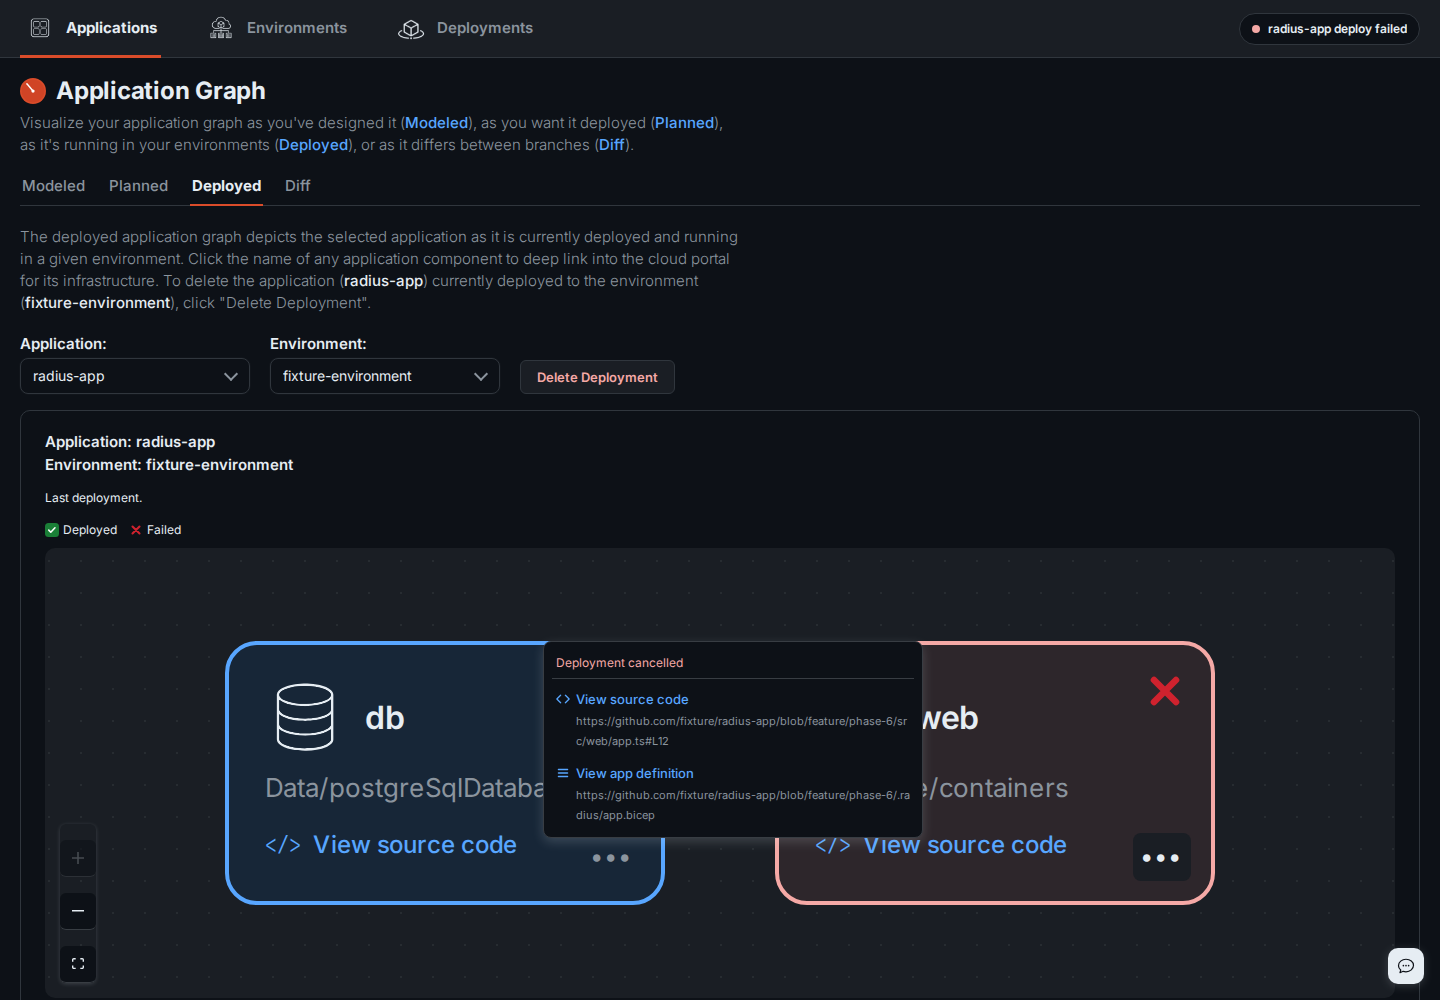 Applications
Environments
Deployments
radius-app deploy failed
Application Graph
Visualize your application graph as you've designed it (Modeled), as you want it deployed (Planned),
as it's running in your environments (Deployed), or as it differs between branches (Diff).
Modeled
Planned
Deployed
Diff
The deployed application graph depicts the selected application as it is currently deployed and running
in a given environment. Click the name of any application component to deep link into the cloud portal
for its infrastructure. To delete the application (radius-app) currently deployed to the environment
(fixture-environment), click "Delete Deployment".
Application:
Environment:
radius-app
fixture-environment
Delete Deployment
Application: radius-app
Environment: fixture-environment
Last deployment.
Deployed
Failed
db
Data/postgreSqlDataba
</> View source code
Deployment cancelled
View source code
https://github.com/fixture/radius-app/blob/feature/phase-6/sr
c/web/app.ts#L12
View app definition
https://github.com/fixture/radius-app/blob/feature/phase-6/.ra
dius/app.bicep
web
/containers
</> View source code